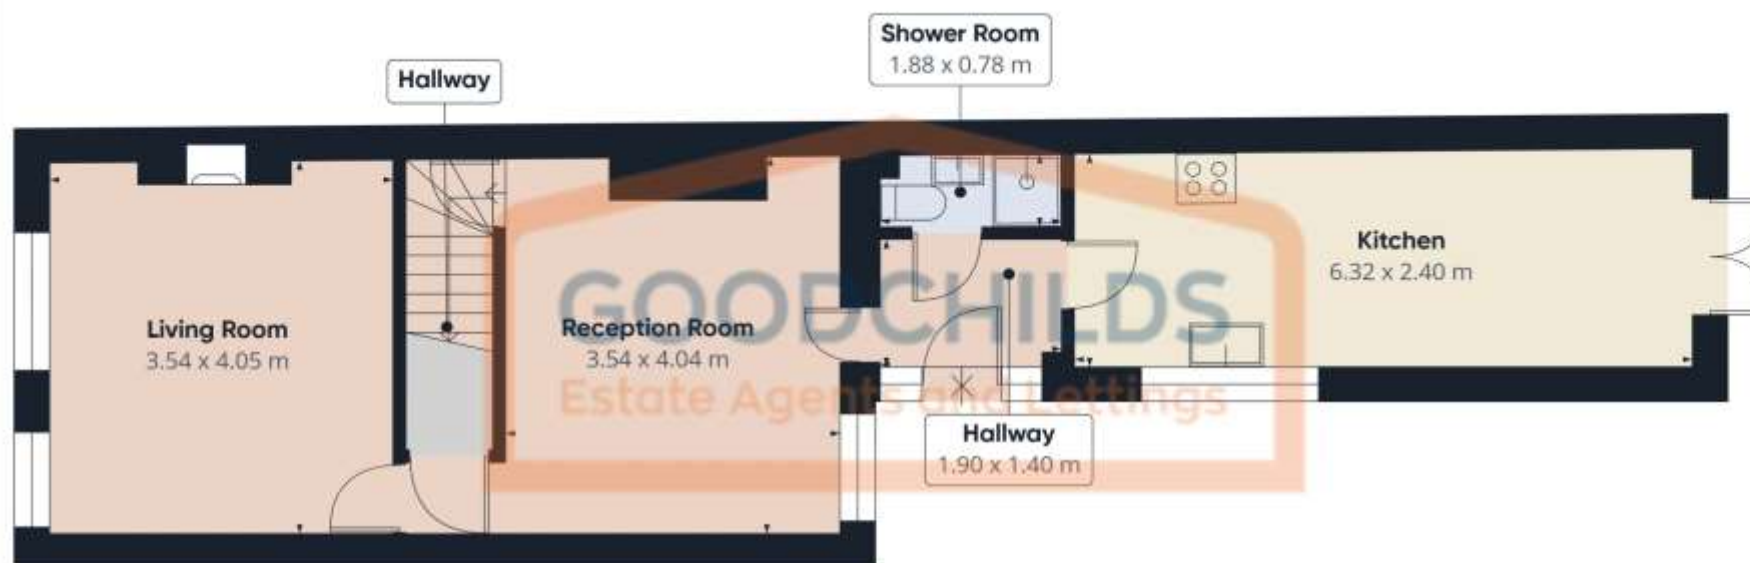 Shower Room
1.88 x 0.78 m
Hallway
Kitchen
6.32 x 2.40 m
Living Room
3.54 x 4.05 m
Reception Room
3.54 x 4.04 m
GOODCHILDS
Estate Agents and Lettings
Hallway
1.90 x 1.40 m